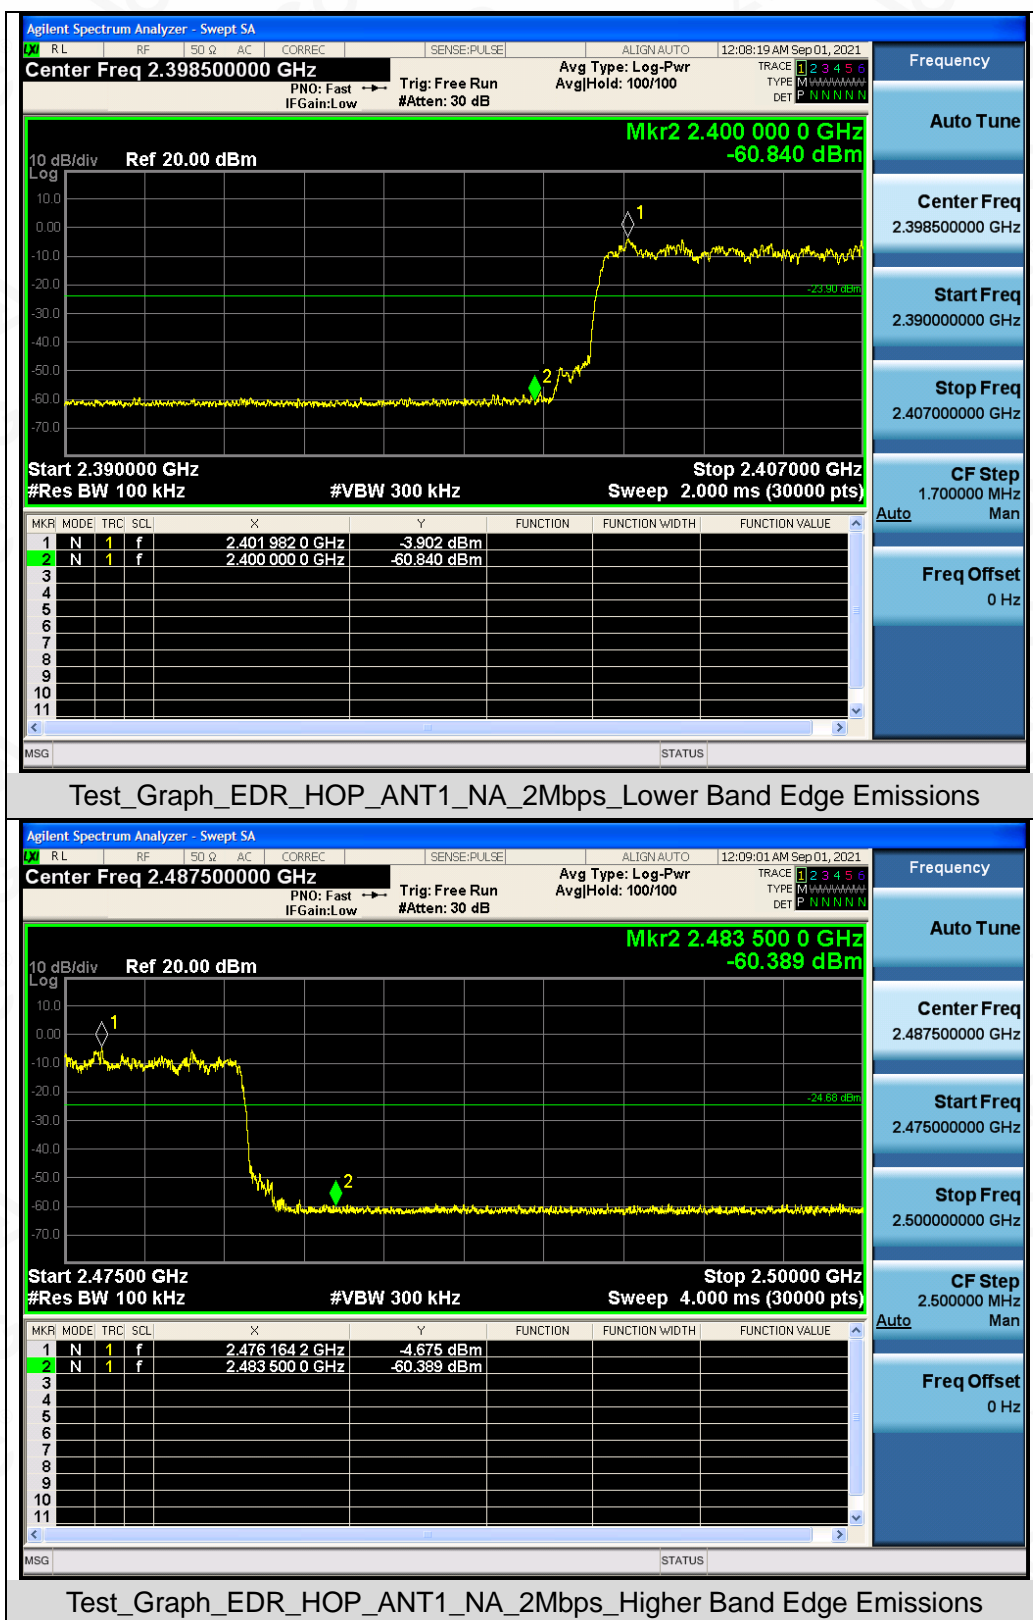 Agilent Spectrum Analyzer - Swept SA
LXI RL RF 50 Ω AC CORREC SENSE:PULSE ALIGN AUTO 12:08:19 AM Sep 01, 2021
Center Freq 2.398500000 GHz
PNO: Fast
IFGain:Low
Trig: Free Run
#Atten: 30 dB
Avg Type: Log-Pwr
Avg|Hold: 100/100
TRACE 1 2 3 4 5 6
TYPE M WWWWW
DET P N N N N N
Mkr2 2.400 000 0 GHz
-60.840 dBm
10 dB/div Ref 20.00 dBm
Log
10.0
0.00
-10.0
-20.0
-30.0
-40.0
-50.0
-60.0
-70.0
1
2
-23.90 dBm
Start 2.390000 GHz Stop 2.407000 GHz
#Res BW 100 kHz #VBW 300 kHz Sweep 2.000 ms (30000 pts)
MKR MODE TRC SCL X Y FUNCTION FUNCTION WIDTH FUNCTION VALUE
1 N 1 f 2.401 982 0 GHz -3.902 dBm
2 N 1 f 2.400 000 0 GHz -60.840 dBm
3
4
5
6
7
8
9
10
11
MSG STATUS
Frequency
Auto Tune
Center Freq
2.398500000 GHz
Start Freq
2.390000000 GHz
Stop Freq
2.407000000 GHz
CF Step
1.700000 MHz
Auto Man
Freq Offset
0 Hz
Test_Graph_EDR_HOP_ANT1_NA_2Mbps_Lower Band Edge Emissions
Agilent Spectrum Analyzer - Swept SA
LXI RL RF 50 Ω AC CORREC SENSE:PULSE ALIGN AUTO 12:09:01 AM Sep 01, 2021
Center Freq 2.487500000 GHz
PNO: Fast
IFGain:Low
Trig: Free Run
#Atten: 30 dB
Avg Type: Log-Pwr
Avg|Hold: 100/100
TRACE 1 2 3 4 5 6
TYPE M WWWWW
DET P N N N N N
Mkr2 2.483 500 0 GHz
-60.389 dBm
10 dB/div Ref 20.00 dBm
Log
10.0
0.00
-10.0
-20.0
-30.0
-40.0
-50.0
-60.0
-70.0
1
2
-24.68 dBm
Start 2.47500 GHz Stop 2.50000 GHz
#Res BW 100 kHz #VBW 300 kHz Sweep 4.000 ms (30000 pts)
MKR MODE TRC SCL X Y FUNCTION FUNCTION WIDTH FUNCTION VALUE
1 N 1 f 2.476 164 2 GHz -4.675 dBm
2 N 1 f 2.483 500 0 GHz -60.389 dBm
3
4
5
6
7
8
9
10
11
MSG STATUS
Frequency
Auto Tune
Center Freq
2.487500000 GHz
Start Freq
2.475000000 GHz
Stop Freq
2.500000000 GHz
CF Step
2.500000 MHz
Auto Man
Freq Offset
0 Hz
Test_Graph_EDR_HOP_ANT1_NA_2Mbps_Higher Band Edge Emissions